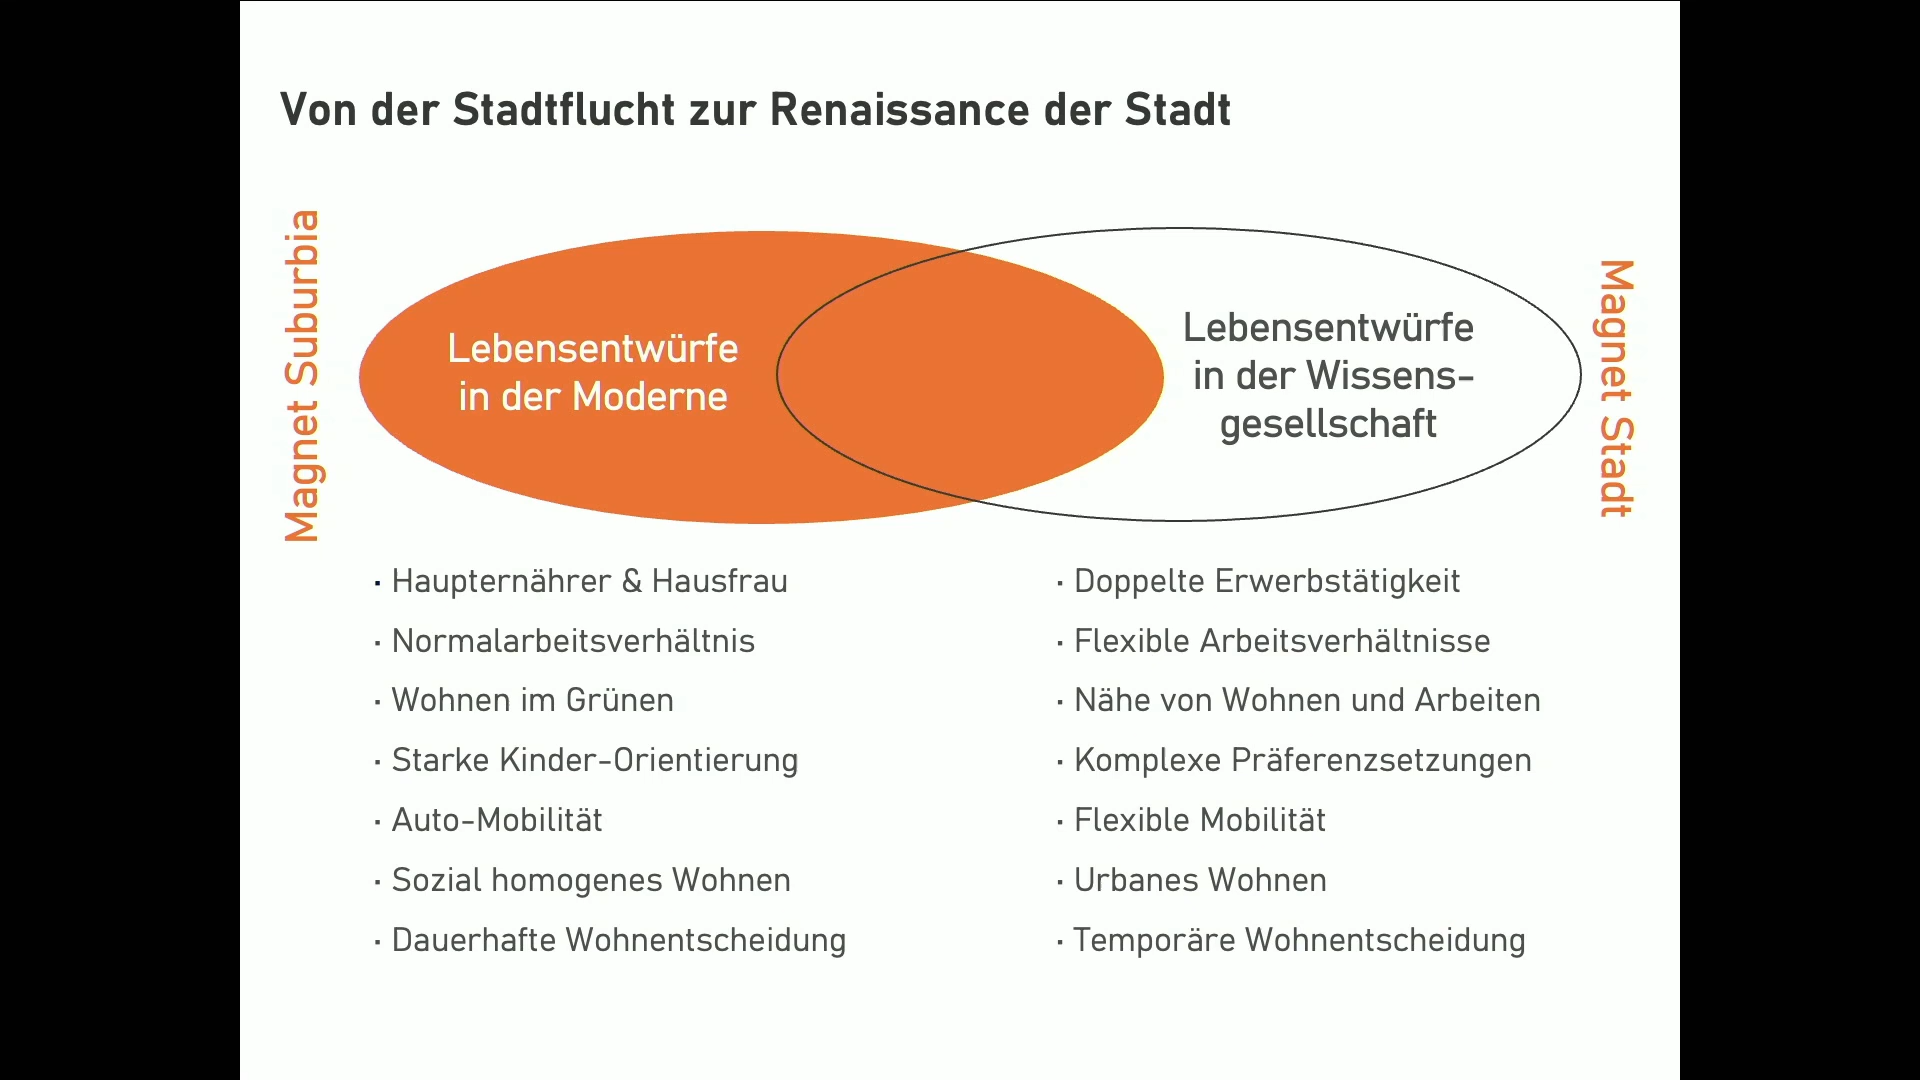 Von der Stadtflucht zur Renaissance der Stadt
Magnet Suburbia
Lebensentwürfe
in der Moderne
Lebensentwürfe
in der Wissens-
gesellschaft
Magnet Stadt
· Haupternährer & Hausfrau
· Normalarbeitsverhältnis
· Wohnen im Grünen
· Starke Kinder-Orientierung
· Auto-Mobilität
· Sozial homogenes Wohnen
· Dauerhafte Wohnentscheidung
· Doppelte Erwerbstätigkeit
· Flexible Arbeitsverhältnisse
· Nähe von Wohnen und Arbeiten
· Komplexe Präferenzsetzungen
· Flexible Mobilität
· Urbanes Wohnen
· Temporäre Wohnentscheidung